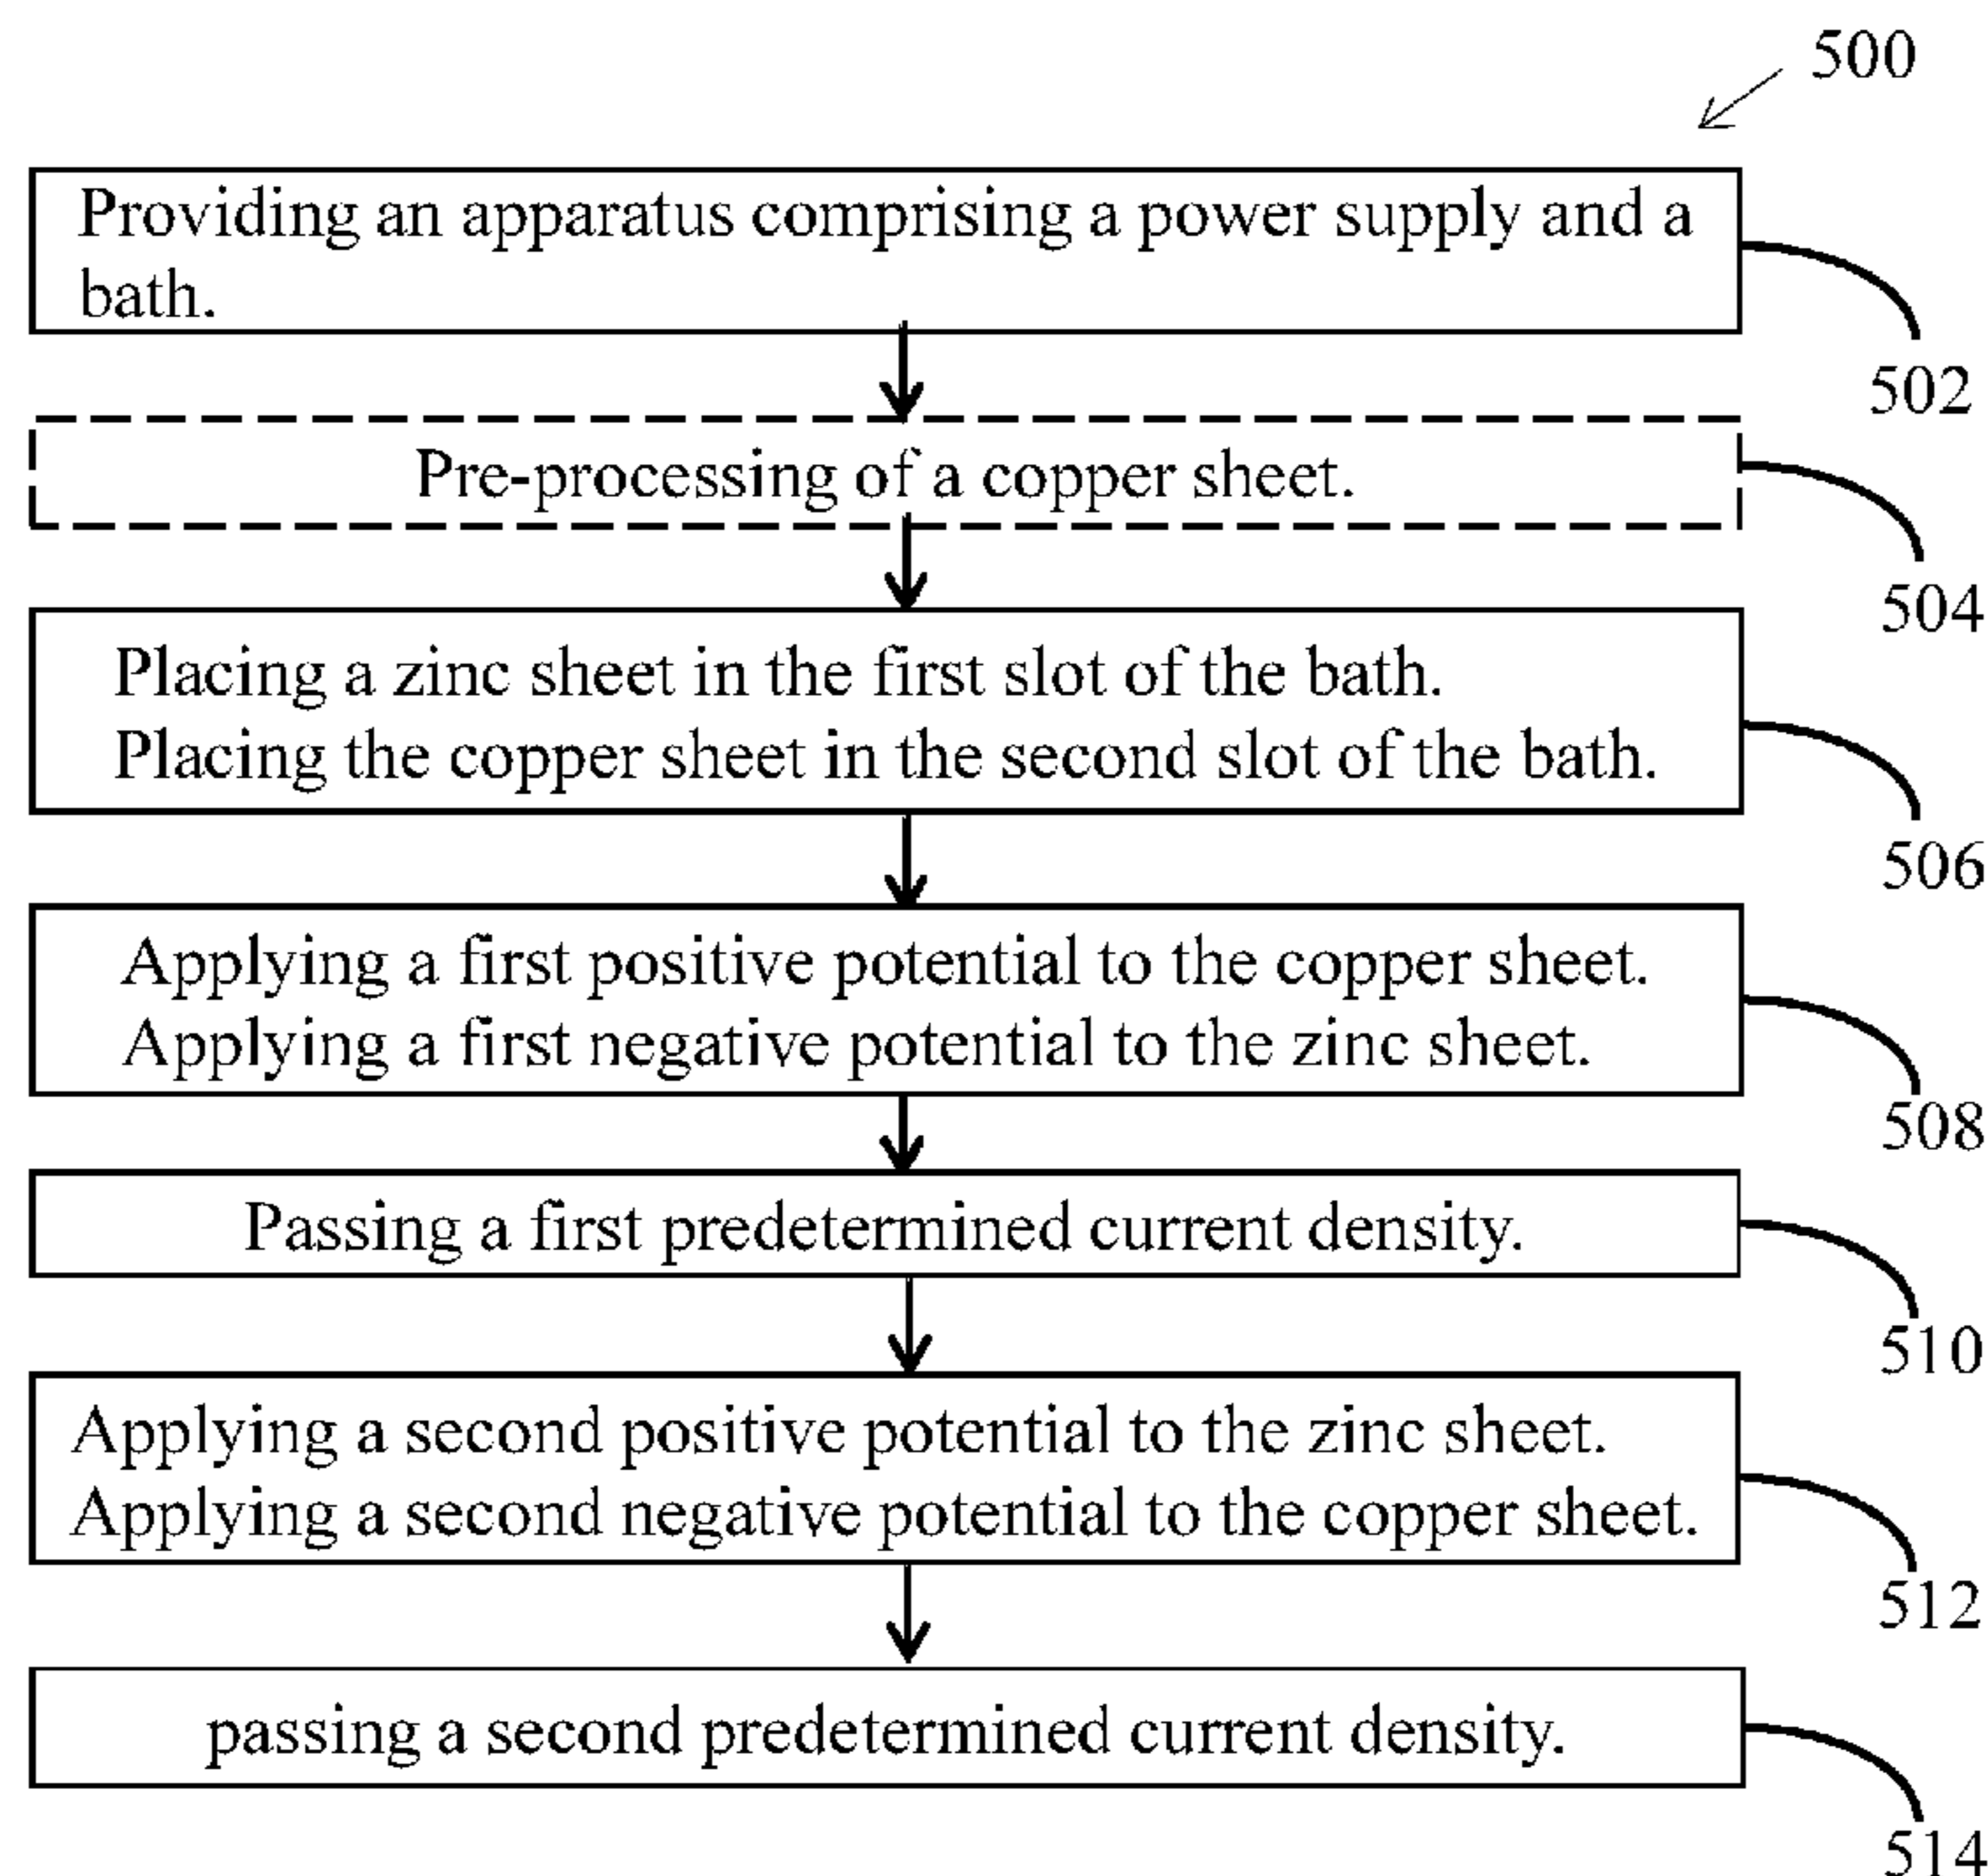 500
Providing an apparatus comprising a power supply and a
bath.
502
Pre-processing of a copper sheet.
504
Placing a zinc sheet in the first slot of the bath.
Placing the copper sheet in the second slot of the bath.
506
Applying a first positive potential to the copper sheet.
Applying a first negative potential to the zinc sheet.
508
Passing a first predetermined current density.
510
Applying a second positive potential to the zinc sheet.
Applying a second negative potential to the copper sheet.
512
passing a second predetermined current density.
514